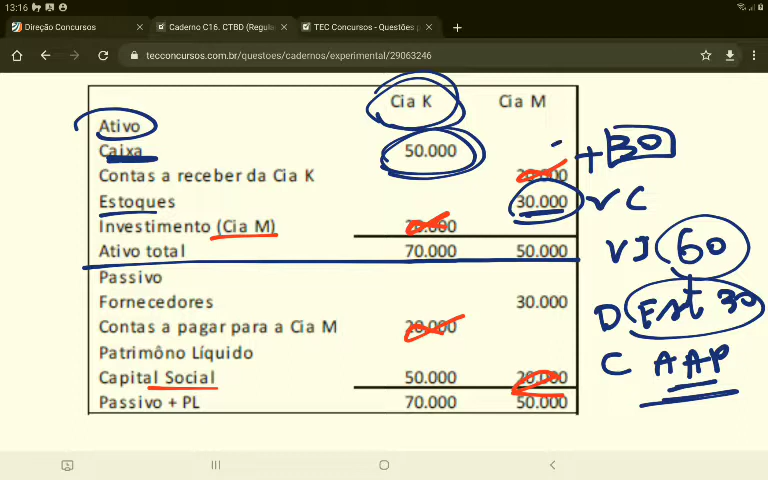 13:16
Direção Concursos
Caderno C16. CTBD (Regula
TEC Concursos - Questões p
tecconcursos.com.br/questoes/cadernos/experimental/29063246
Cia K Cia M
Ativo
Caixa 50.000
+30
Contas a receber da Cia K 20.000
Estoques 30.000 VC
Investimento (Cia M) 20.000
VJ 60
Ativo total 70.000 50.000
Passivo
Fornecedores 30.000
D Est 30
Contas a pagar para a Cia M 20.000
Patrimôno Líquido
C AAP
Capital Social 50.000 20.000
Passivo + PL 70.000 50.000